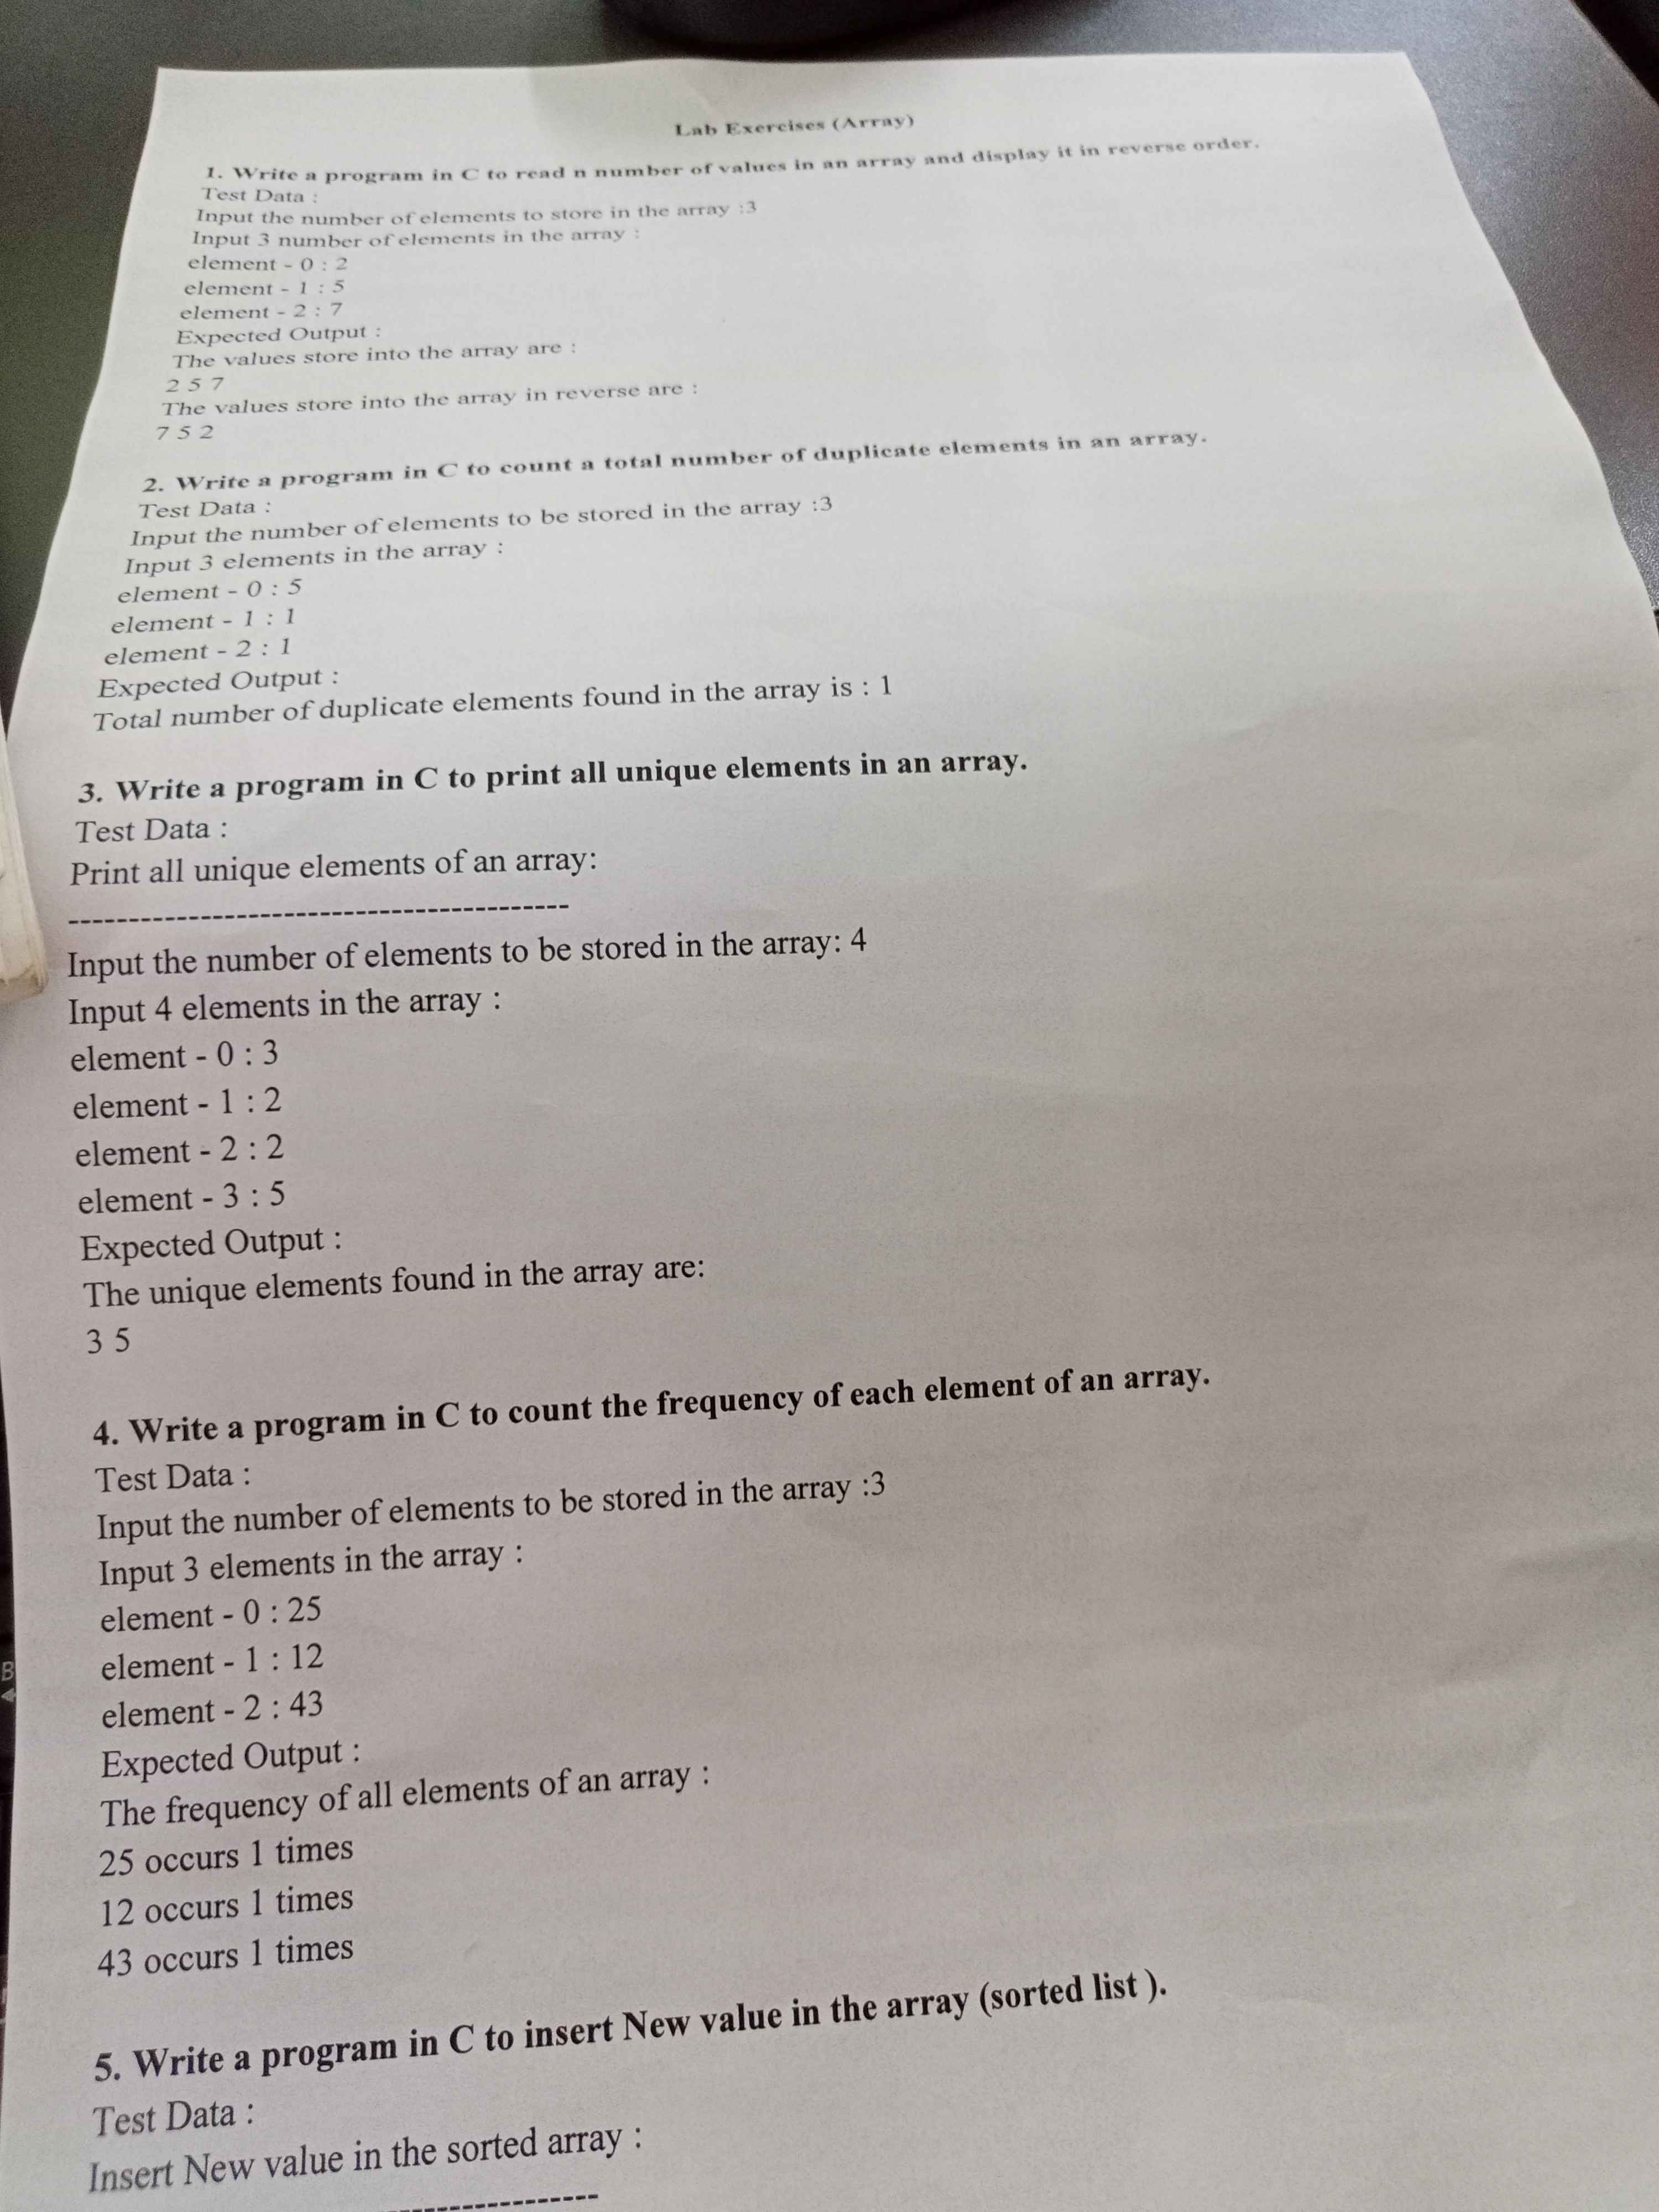 Lab Exercises (Array)
1. Write a program in C to read n number of values in an array and display it in reverse order.
Test Data :
Input the number of elements to store in the array :3
Input 3 number of elements in the array :
element - 0 : 2
element - 1 : 5
element - 2 : 7
Expected Output :
The values store into the array are :
2 5 7
The values store into the array in reverse are :
7 5 2
2. Write a program in C to count a total number of duplicate elements in an array.
Test Data :
Input the number of elements to be stored in the array :3
Input 3 elements in the array :
element - 0 : 5
element - 1 : 1
element - 2 : 1
Expected Output :
Total number of duplicate elements found in the array is : 1
3. Write a program in C to print all unique elements in an array.
Test Data :
Print all unique elements of an array:
------------------------------------------
Input the number of elements to be stored in the array: 4
Input 4 elements in the array :
element - 0 : 3
element - 1 : 2
element - 2 : 2
element - 3 : 5
Expected Output :
The unique elements found in the array are:
3 5
4. Write a program in C to count the frequency of each element of an array.
Test Data :
Input the number of elements to be stored in the array :3
Input 3 elements in the array :
element - 0 : 25
element - 1 : 12
element - 2 : 43
Expected Output :
The frequency of all elements of an array :
25 occurs 1 times
12 occurs 1 times
43 occurs 1 times
B
5. Write a program in C to insert New value in the array (sorted list ).
Test Data :
Insert New value in the sorted array :
-----------------